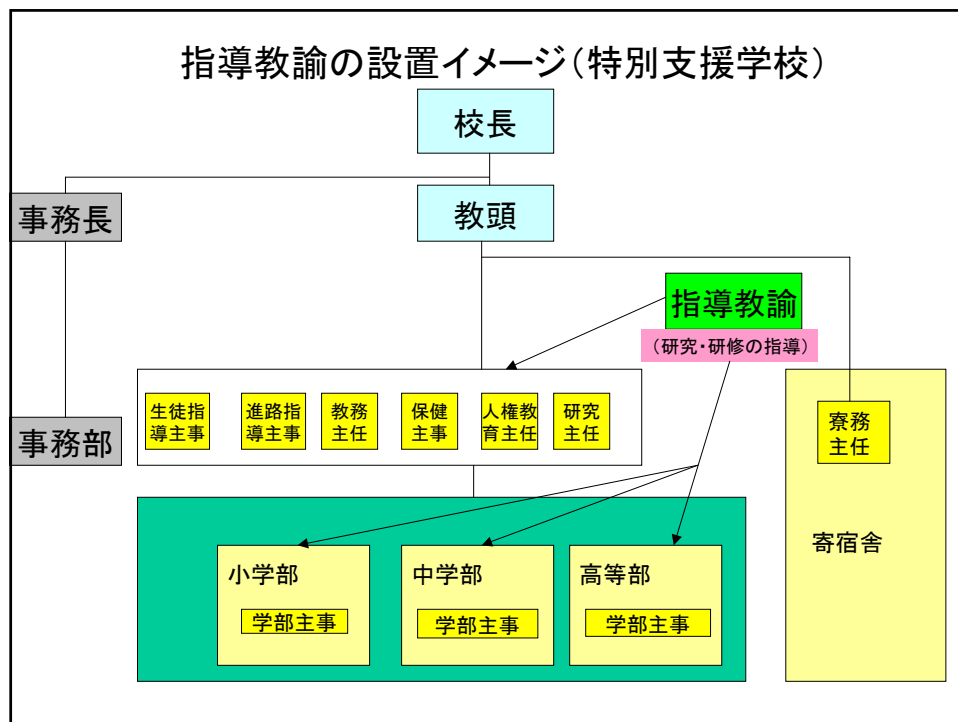 指導教諭の設置イメージ(特別支援学校)
校長
事務長
教頭
指導教諭
(研究・研修の指導)
生徒指
導主事
進路指
導主事
教務
主任
保健
主事
人権教
育主任
研究
主任
寮務
主任
事務部
寄宿舎
小学部
中学部
高等部
学部主事
学部主事
学部主事